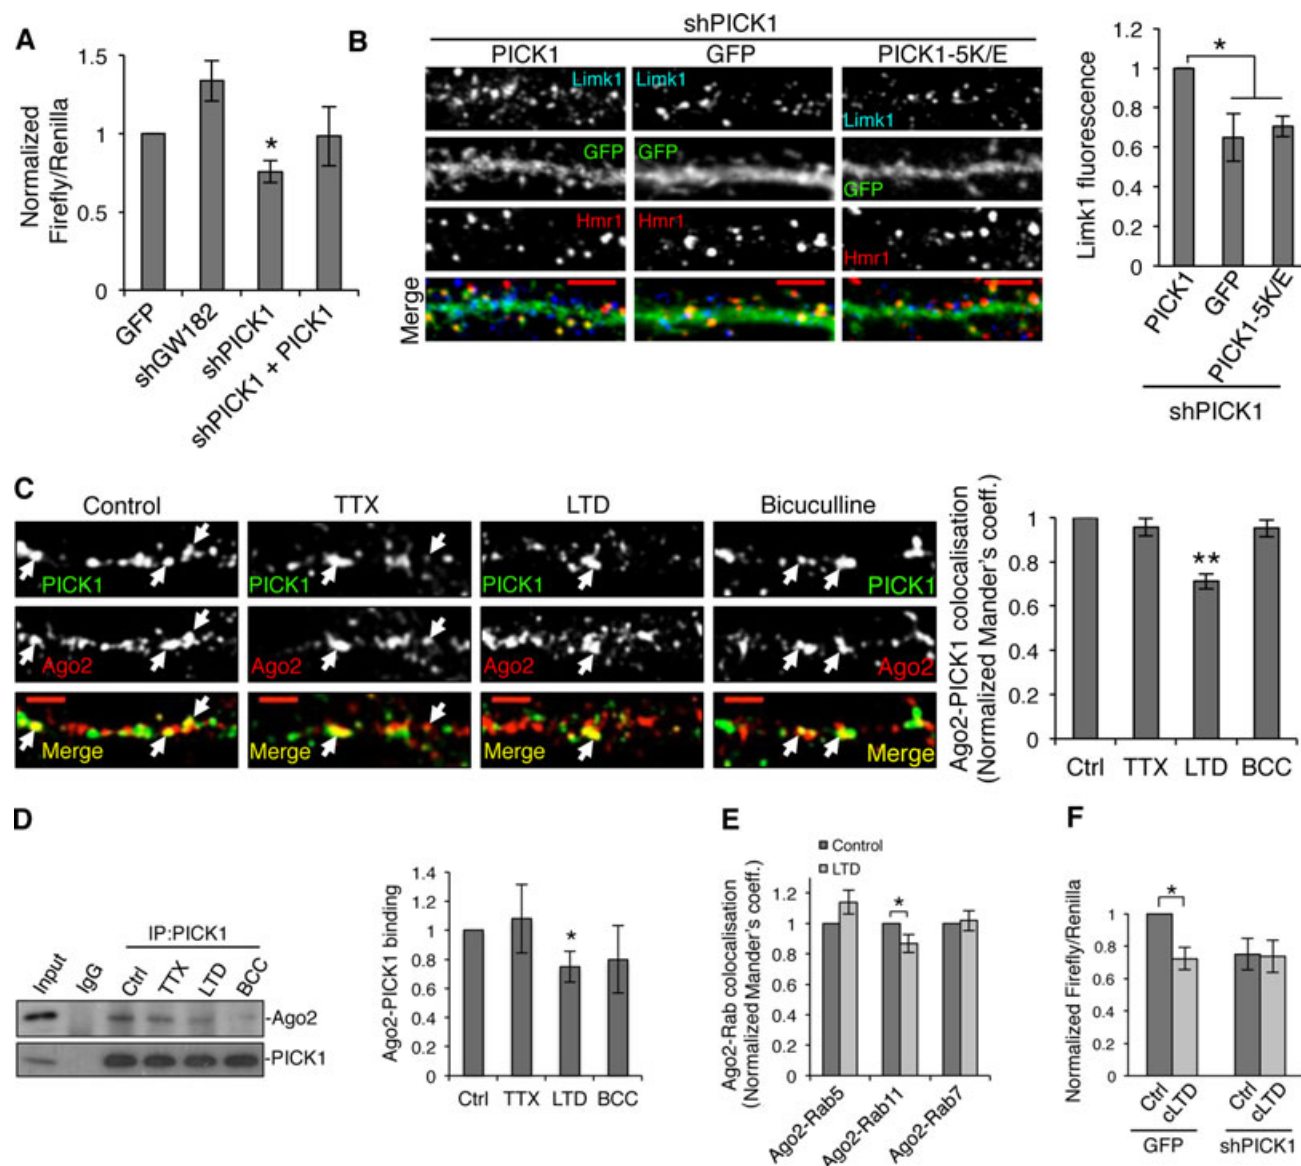 A
Normalized
Firefly/Renilla
1.5
1
0.5
0
GFP
shGW182
shPICK1
shPICK1 + PICK1
*
B
shPICK1
PICK1
GFP
PICK1-5K/E
Limk1
Limk1
Limk1
GFP
GFP
GFP
Hmr1
Hmr1
Hmr1
Merge
Limk1 fluorescence
1.2
1
0.8
0.6
0.4
0.2
0
*
PICK1
GFP
PICK1-5K/E
shPICK1
C
Control
TTX
LTD
Bicuculline
PICK1
PICK1
PICK1
PICK1
Ago2
Ago2
Ago2
Ago2
Merge
Merge
Merge
Merge
Ago2-PICK1 colocalisation
(Normalized Mander's coeff.)
1
0.8
0.6
0.4
0.2
0
**
Ctrl
TTX
LTD
BCC
D
IP:PICK1
Input
IgG
Ctrl
TTX
LTD
BCC
-Ago2
-PICK1
Ago2-PICK1 binding
1.4
1.2
1
0.8
0.6
0.4
0.2
0
*
Ctrl
TTX
LTD
BCC
E
Control
LTD
Ago2-Rab colocalisation
(Normalized Mander's coeff.)
1.2
1
0.8
0.6
0.4
0.2
0
*
Ago2-Rab5
Ago2-Rab11
Ago2-Rab7
F
Normalized Firefly/Renilla
1
0.8
0.6
0.4
0.2
0
*
Ctrl
cLTD
Ctrl
cLTD
GFP
shPICK1